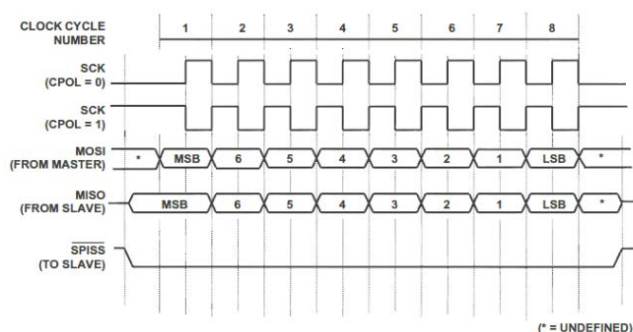 CLOCK CYCLE NUMBER 1 2 3 4 5 6 7 8
SCK
(CPOL = 0)
SCK
(CPOL = 1)
MOSI
(FROM MASTER) * MSB 6 5 4 3 2 1 LSB *
MISO
(FROM SLAVE) MSB 6 5 4 3 2 1 LSB *
SPISS
(TO SLAVE)
(* = UNDEFINED)